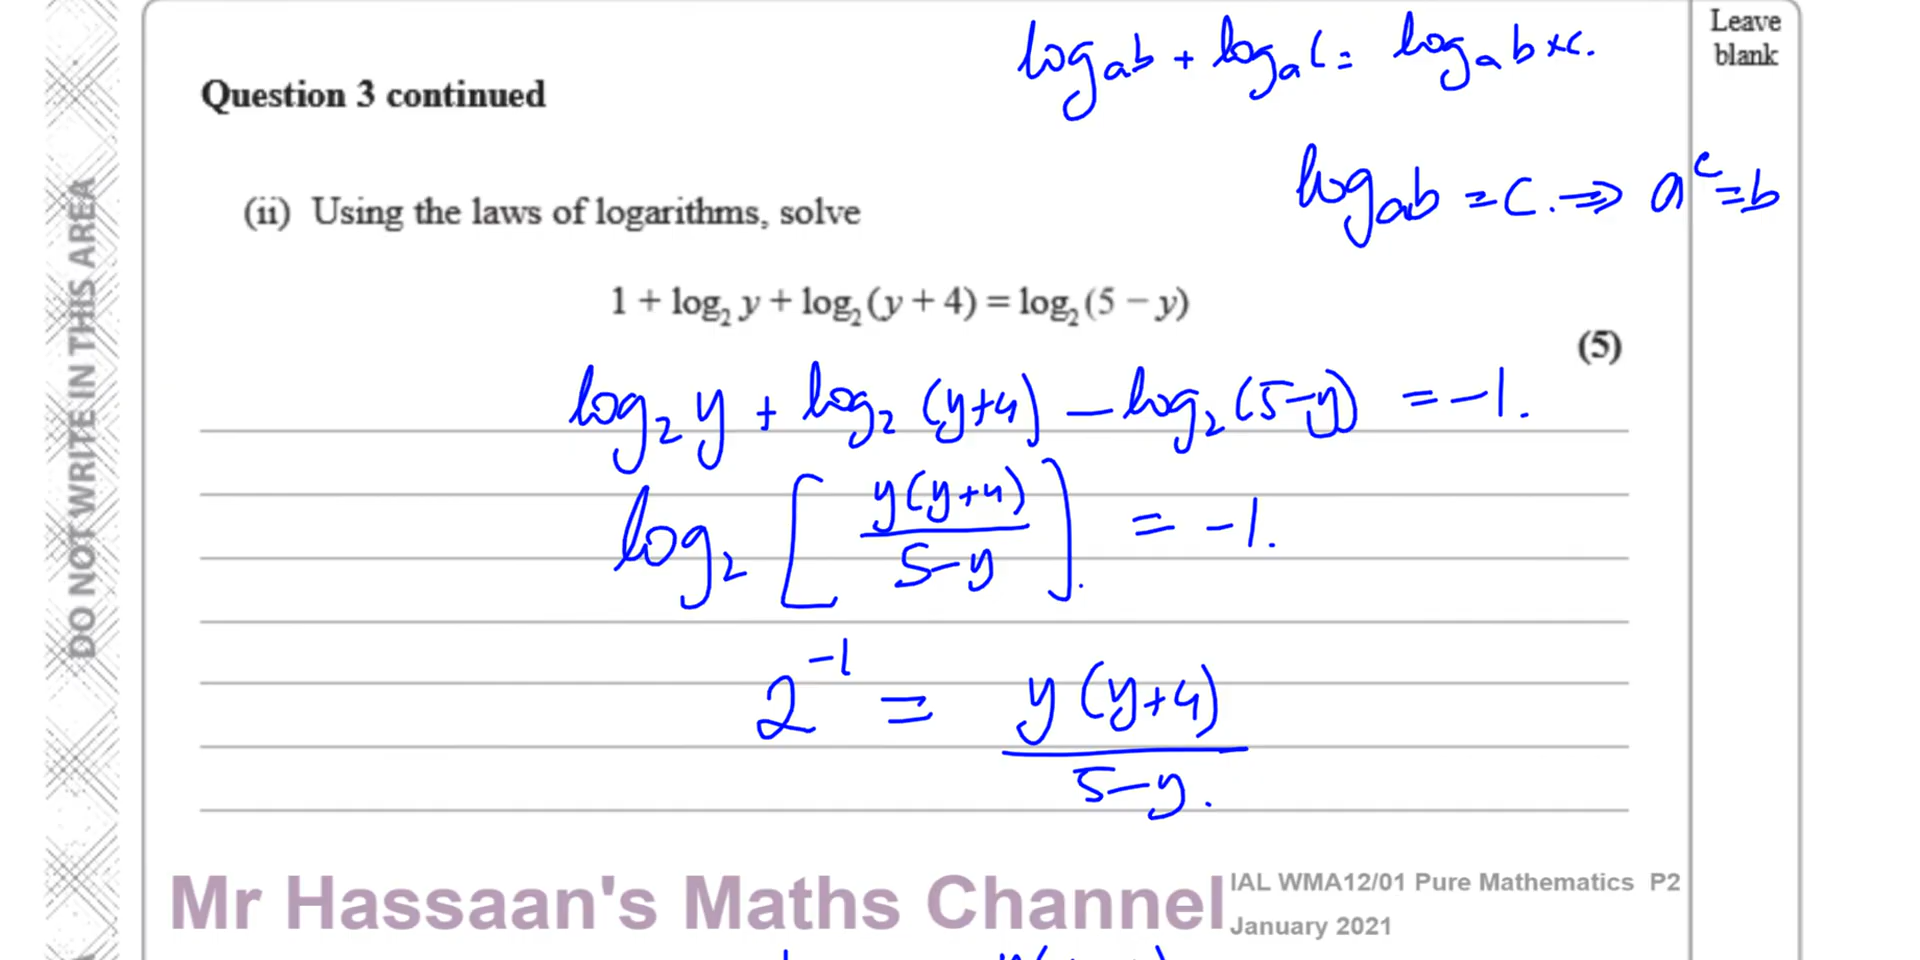 Leave
blank
log_a b + log_a c = log_a b×c.
Question 3 continued
log_a b = c. ⇒ a^c = b
(ii) Using the laws of logarithms, solve
1 + log₂ y + log₂ (y + 4) = log₂ (5 − y)
(5)
log₂ y + log₂ (y+4) − log₂ (5−y) = −1.
log₂ [ y(y+4) / 5−y ]. = −1.
2^−1 = y(y+4) / 5−y.
DO NOT WRITE IN THIS AREA
Mr Hassaan's Maths Channel
IAL WMA12/01 Pure Mathematics P2
January 2021